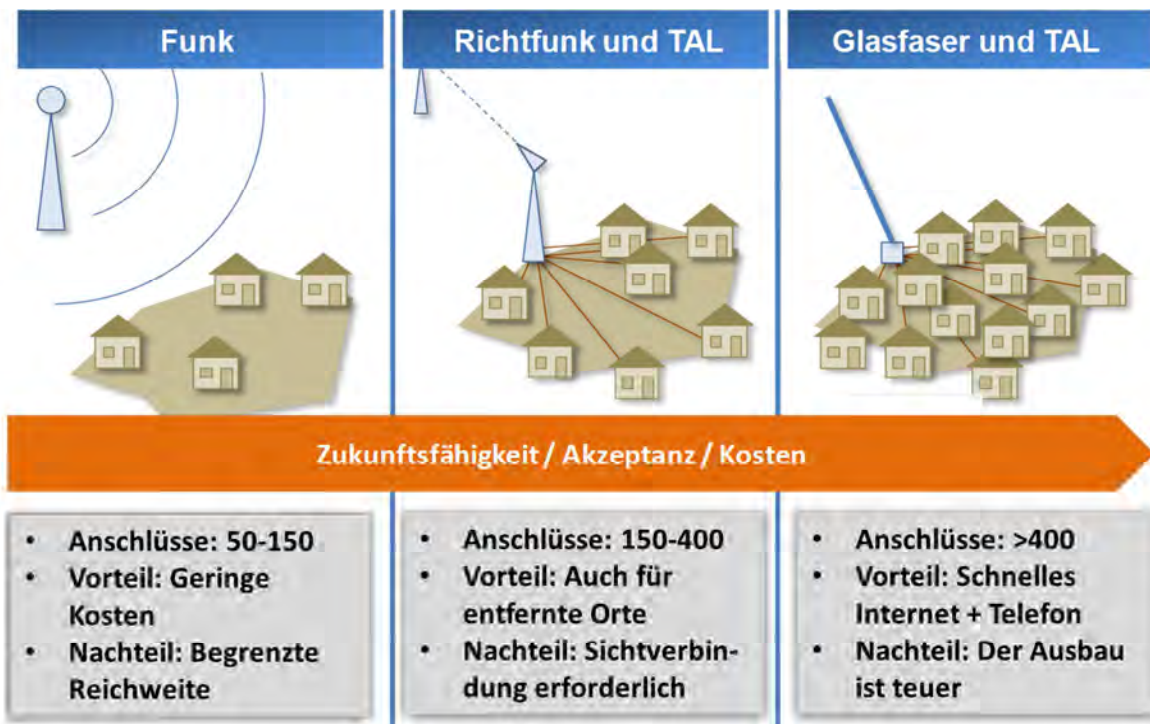 Funk
Richtfunk und TAL
Glasfaser und TAL
Zukunftsfähigkeit / Akzeptanz / Kosten
• Anschlüsse: 50-150
• Vorteil: Geringe
Kosten
• Nachteil: Begrenzte
Reichweite
• Anschlüsse: 150-400
• Vorteil: Auch für
entfernte Orte
• Nachteil: Sichtverbin-
dung erforderlich
• Anschlüsse: >400
• Vorteil: Schnelles
Internet + Telefon
• Nachteil: Der Ausbau
ist teuer